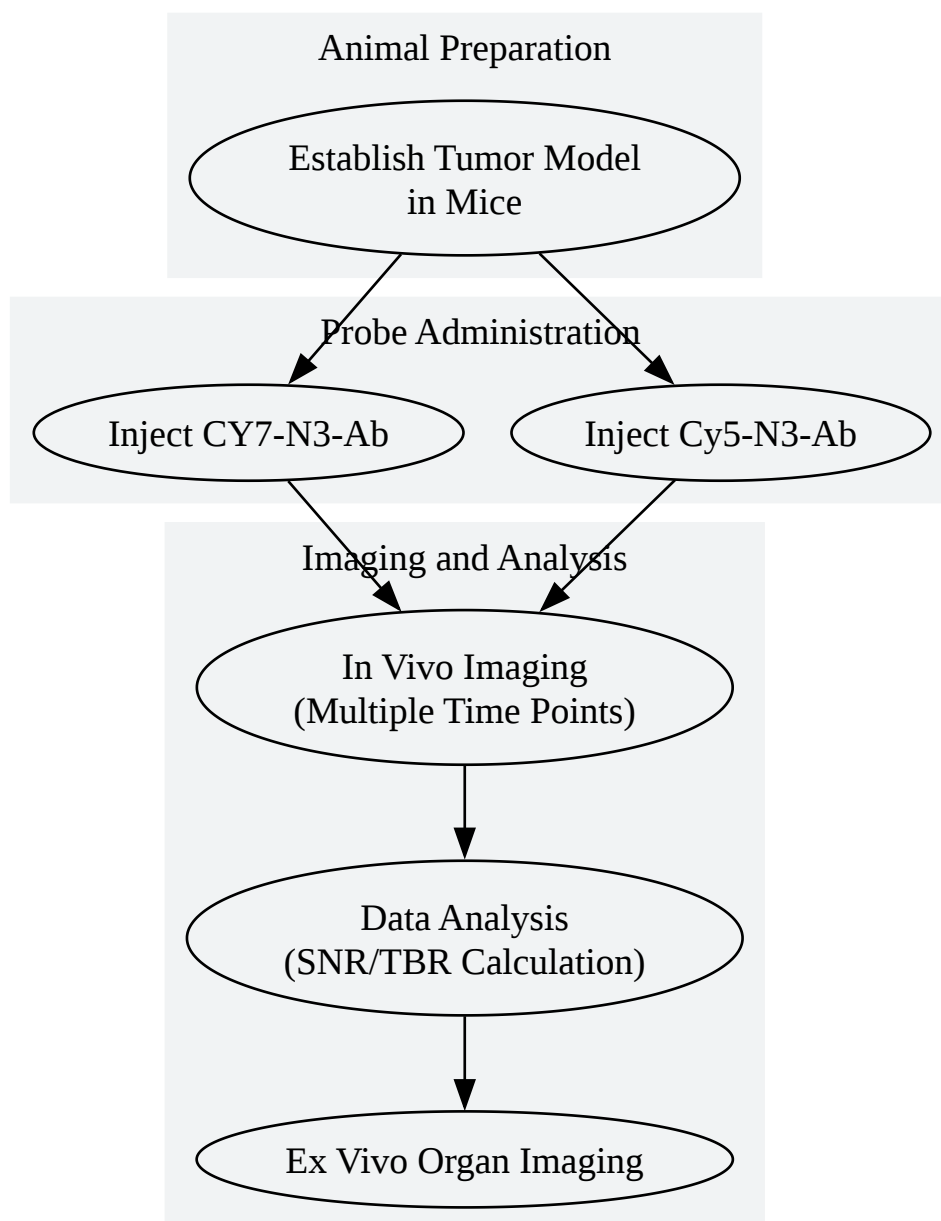 Animal Preparation
Establish Tumor Model
in Mice
Probe Administration
Inject CY7-N3-Ab
Inject Cy5-N3-Ab
Imaging and Analysis
In Vivo Imaging
(Multiple Time Points)
Data Analysis
(SNR/TBR Calculation)
Ex Vivo Organ Imaging